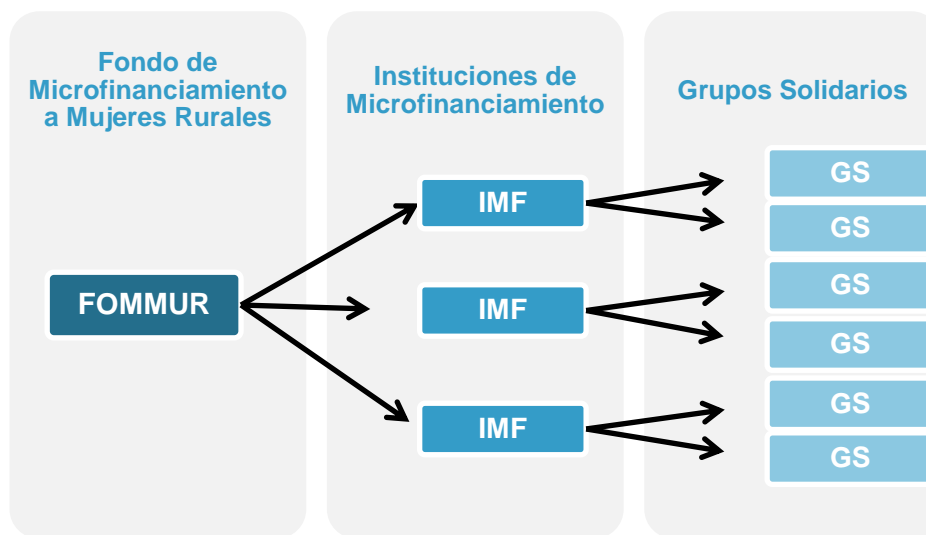 Fondo de
Microfinanciamiento
a Mujeres Rurales
Instituciones de
Microfinanciamiento
Grupos Solidarios
FOMMUR
IMF
IMF
IMF
GS
GS
GS
GS
GS
GS